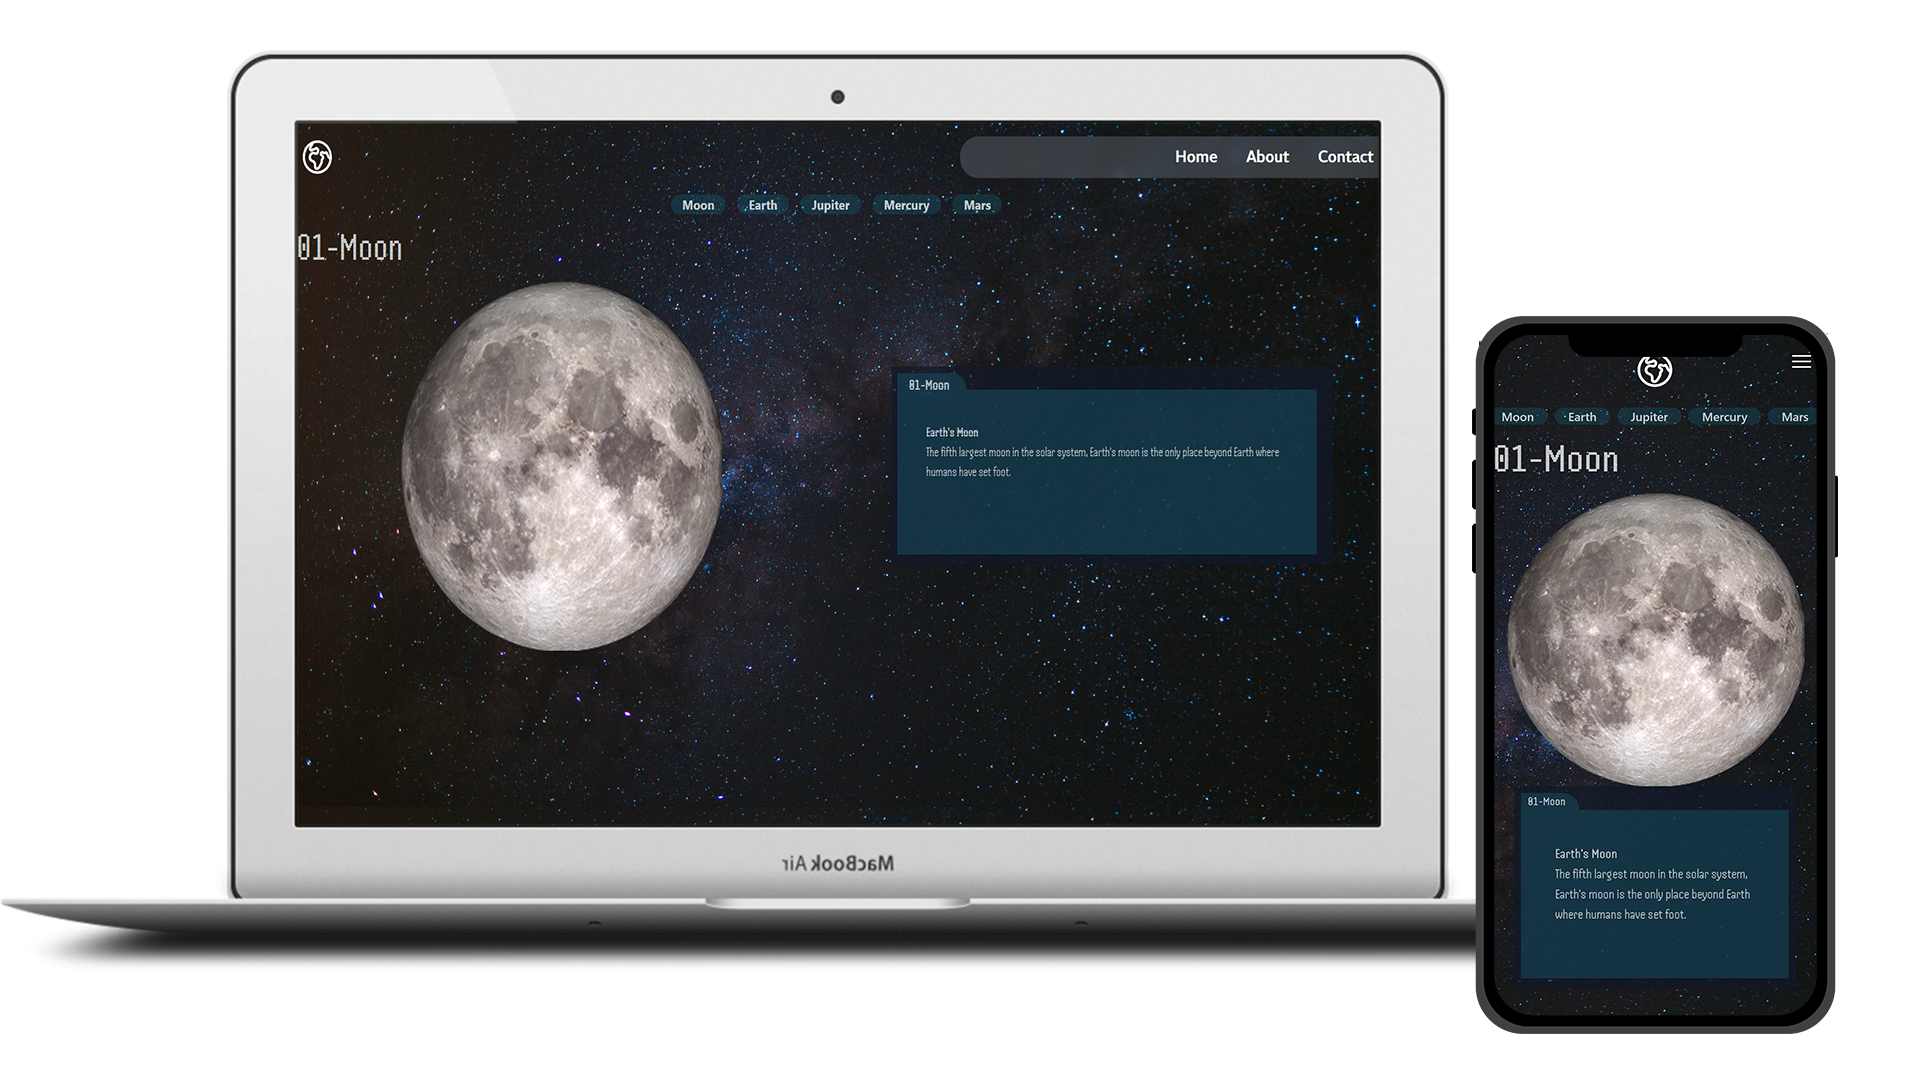 Home About Contact
Moon Earth Jupiter Mercury Mars
01-Moon
01-Moon
Earth's Moon
The fifth largest moon in the solar system, Earth's moon is the only place beyond Earth where
humans have set foot.
MacBook Air
Moon Earth Jupiter Mercury Mars
01-Moon
01-Moon
Earth's Moon
The fifth largest moon in the solar system,
Earth's moon is the only place beyond Earth
where humans have set foot.